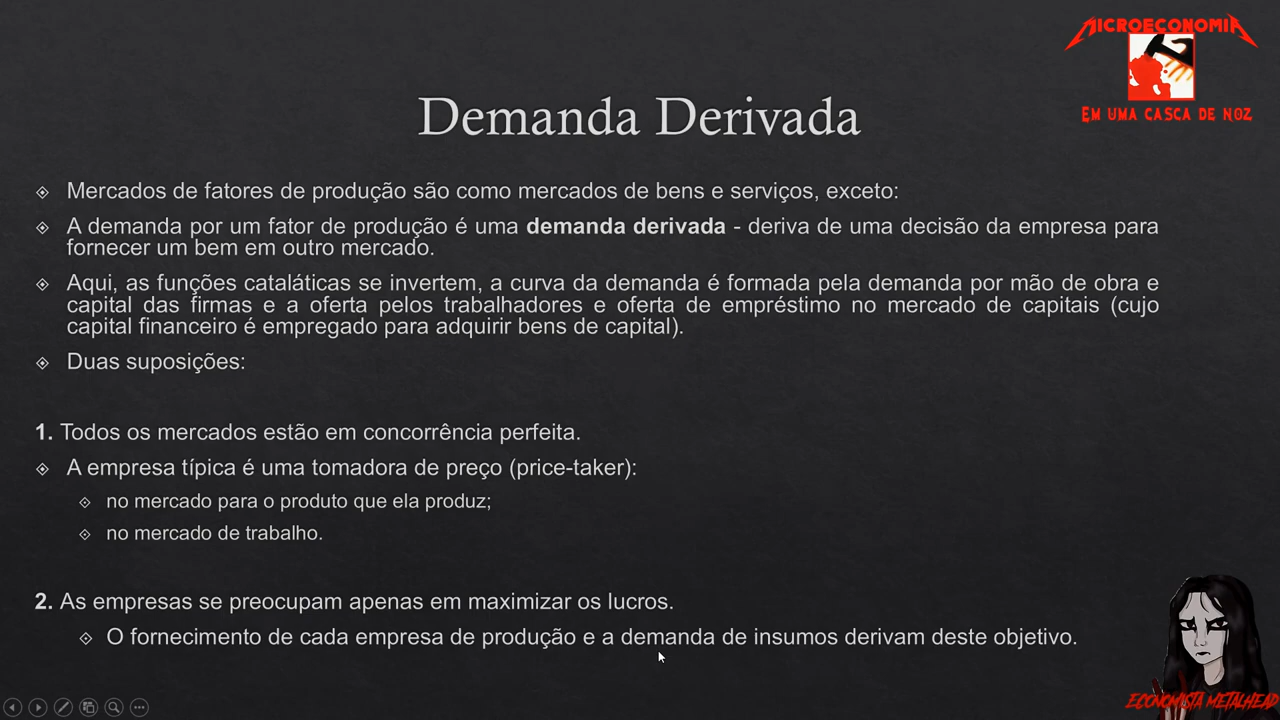 MICROECONOMIA
EM UMA CASCA DE NOZ
Demanda Derivada
Mercados de fatores de produção são como mercados de bens e serviços, exceto:
A demanda por um fator de produção é uma demanda derivada - deriva de uma decisão da empresa para
fornecer um bem em outro mercado.
Aqui, as funções cataláticas se invertem, a curva da demanda é formada pela demanda por mão de obra e
capital das firmas e a oferta pelos trabalhadores e oferta de empréstimo no mercado de capitais (cujo
capital financeiro é empregado para adquirir bens de capital).
Duas suposições:
1. Todos os mercados estão em concorrência perfeita.
A empresa típica é uma tomadora de preço (price-taker):
no mercado para o produto que ela produz;
no mercado de trabalho.
2. As empresas se preocupam apenas em maximizar os lucros.
O fornecimento de cada empresa de produção e a demanda de insumos derivam deste objetivo.
ECONOMISTA METALHEAD